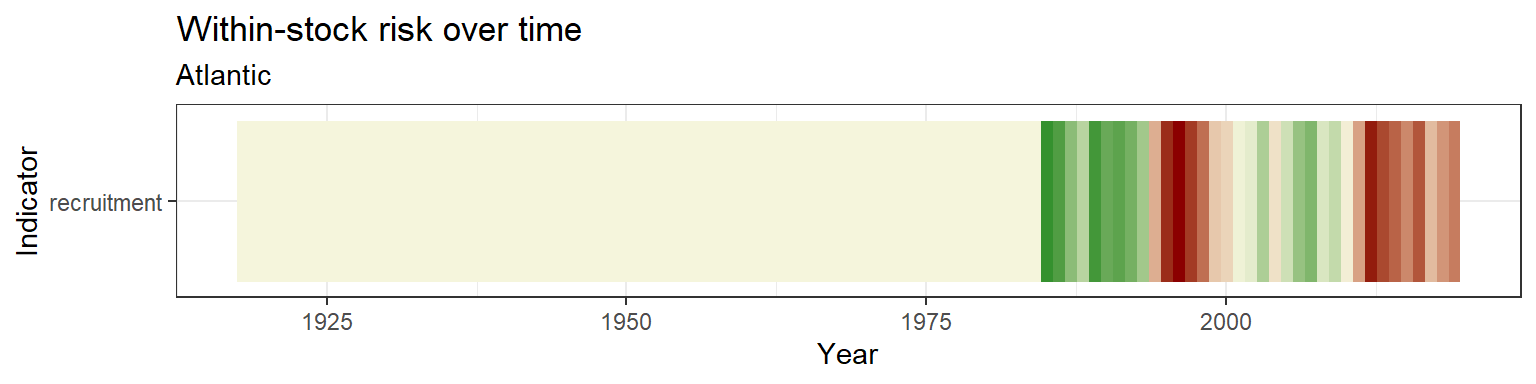 Within-stock risk over time
Atlantic
Indicator
recruitment
1925 1950 1975 2000
Year